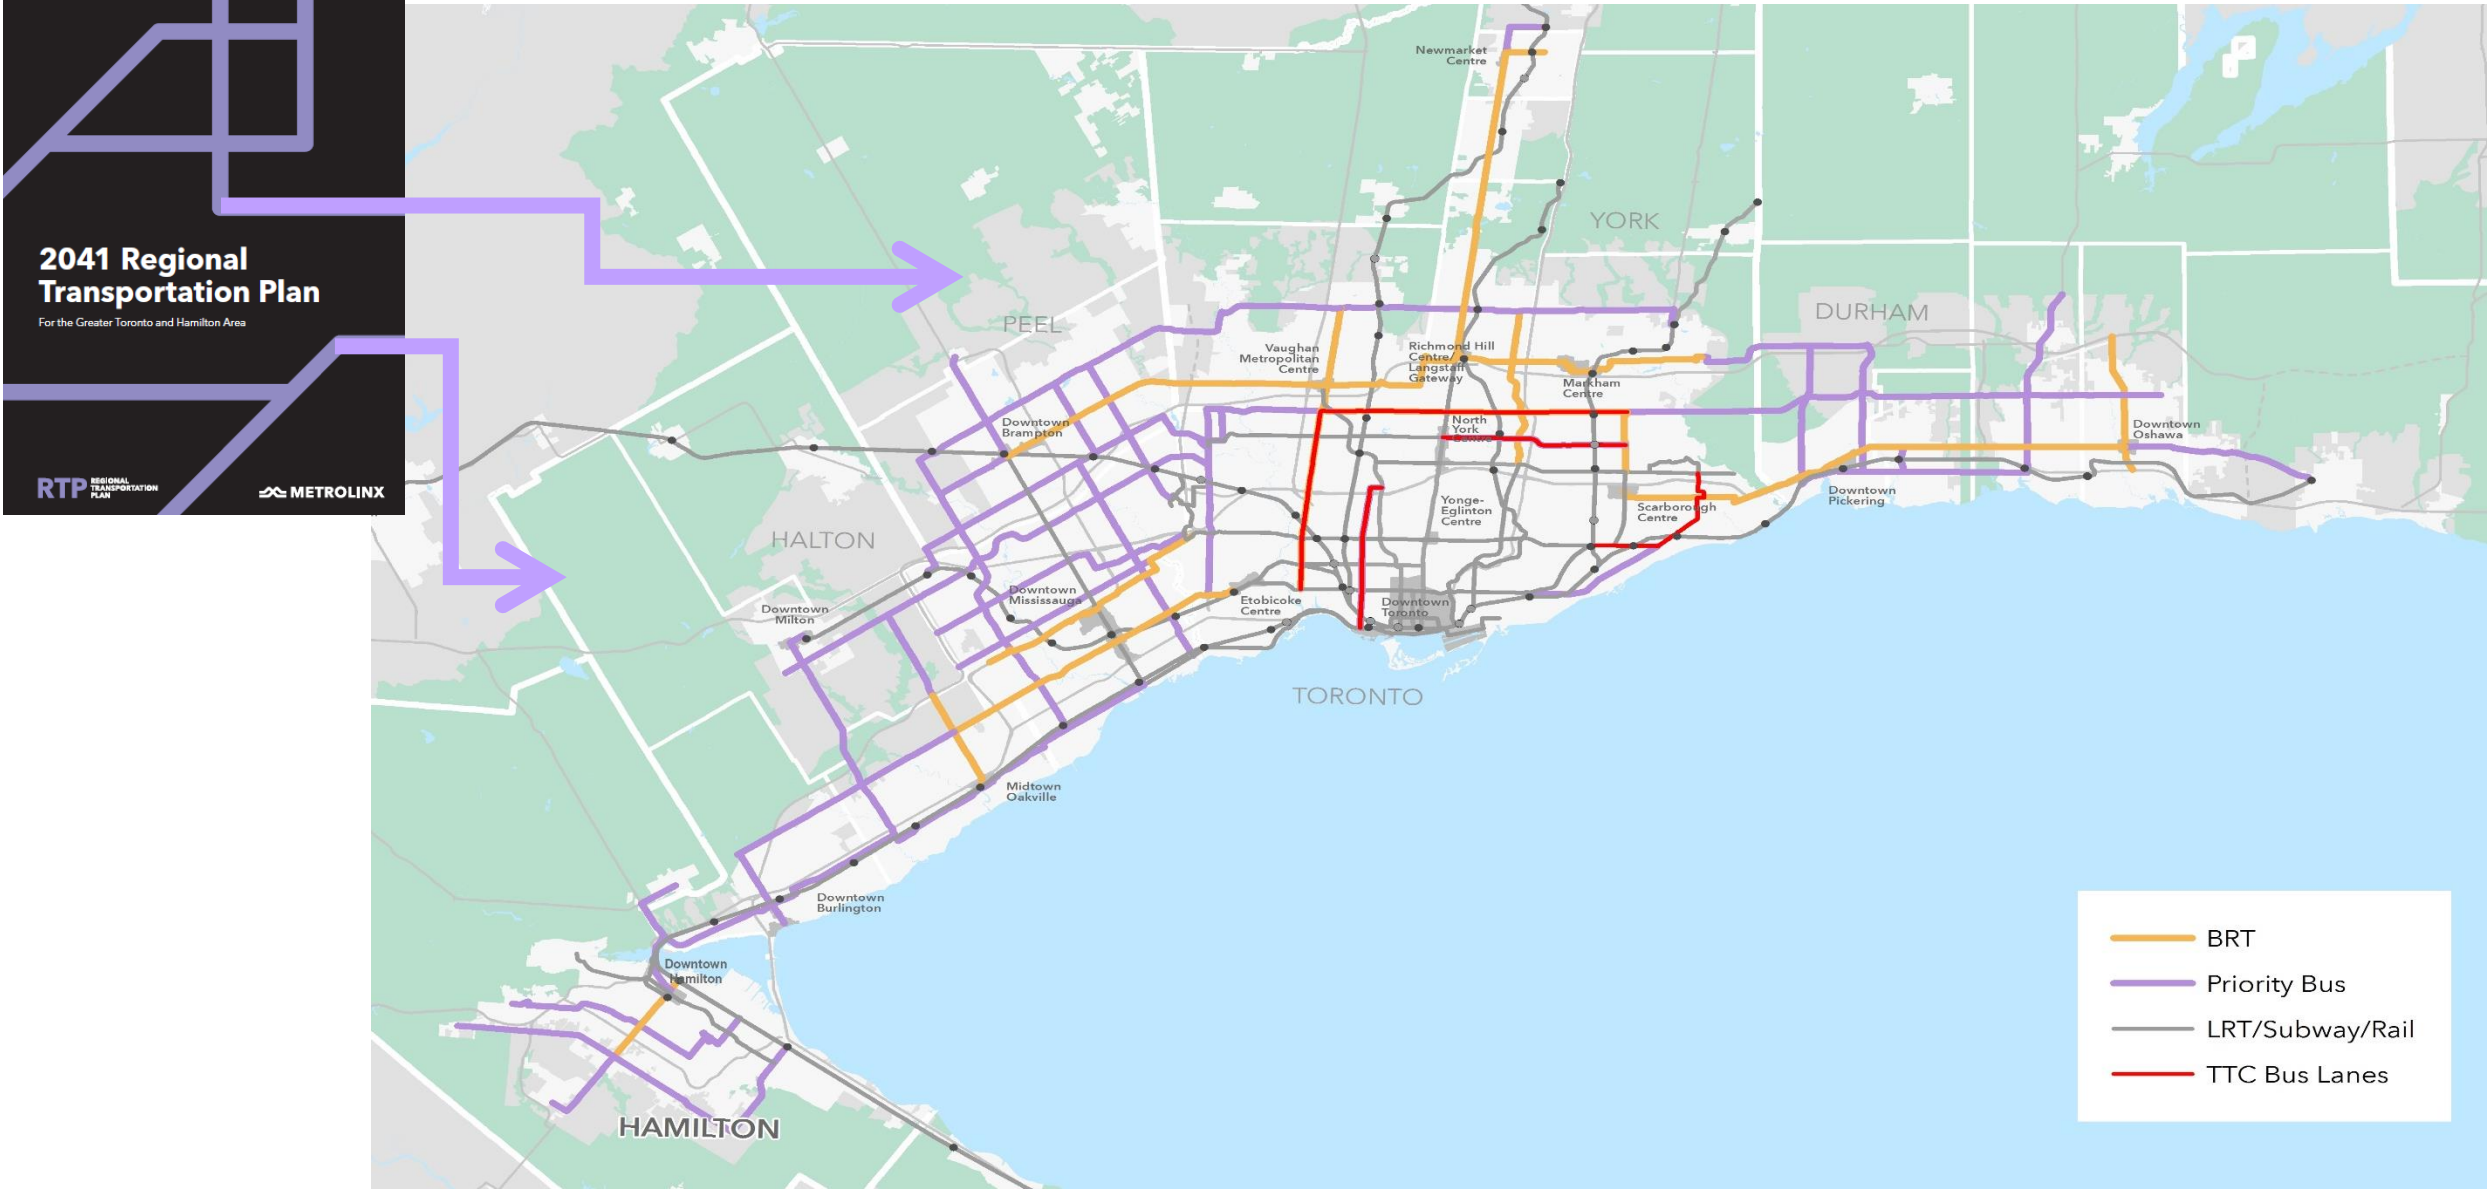 2041 Regional
Transportation Plan
For the Greater Toronto and Hamilton Area
RTP REGIONAL
TRANSPORTATION
PLAN
METROLINX
Newmarket
Centre
YORK
DURHAM
PEEL
Vaughan
Metropolitan
Centre
Richmond Hill
Centre/
Langstaff
Gateway
Markham
Centre
Downtown
Brampton
North
York
Centre
Downtown
Oshawa
Yonge-
Eglinton
Centre
Scarborough
Centre
Downtown
Pickering
HALTON
Downtown
Milton
Downtown
Mississauga
Etobicoke
Centre
Downtown
Toronto
TORONTO
Midtown
Oakville
Downtown
Burlington
Downtown
Hamilton
HAMILTON
BRT
Priority Bus
LRT/Subway/Rail
TTC Bus Lanes